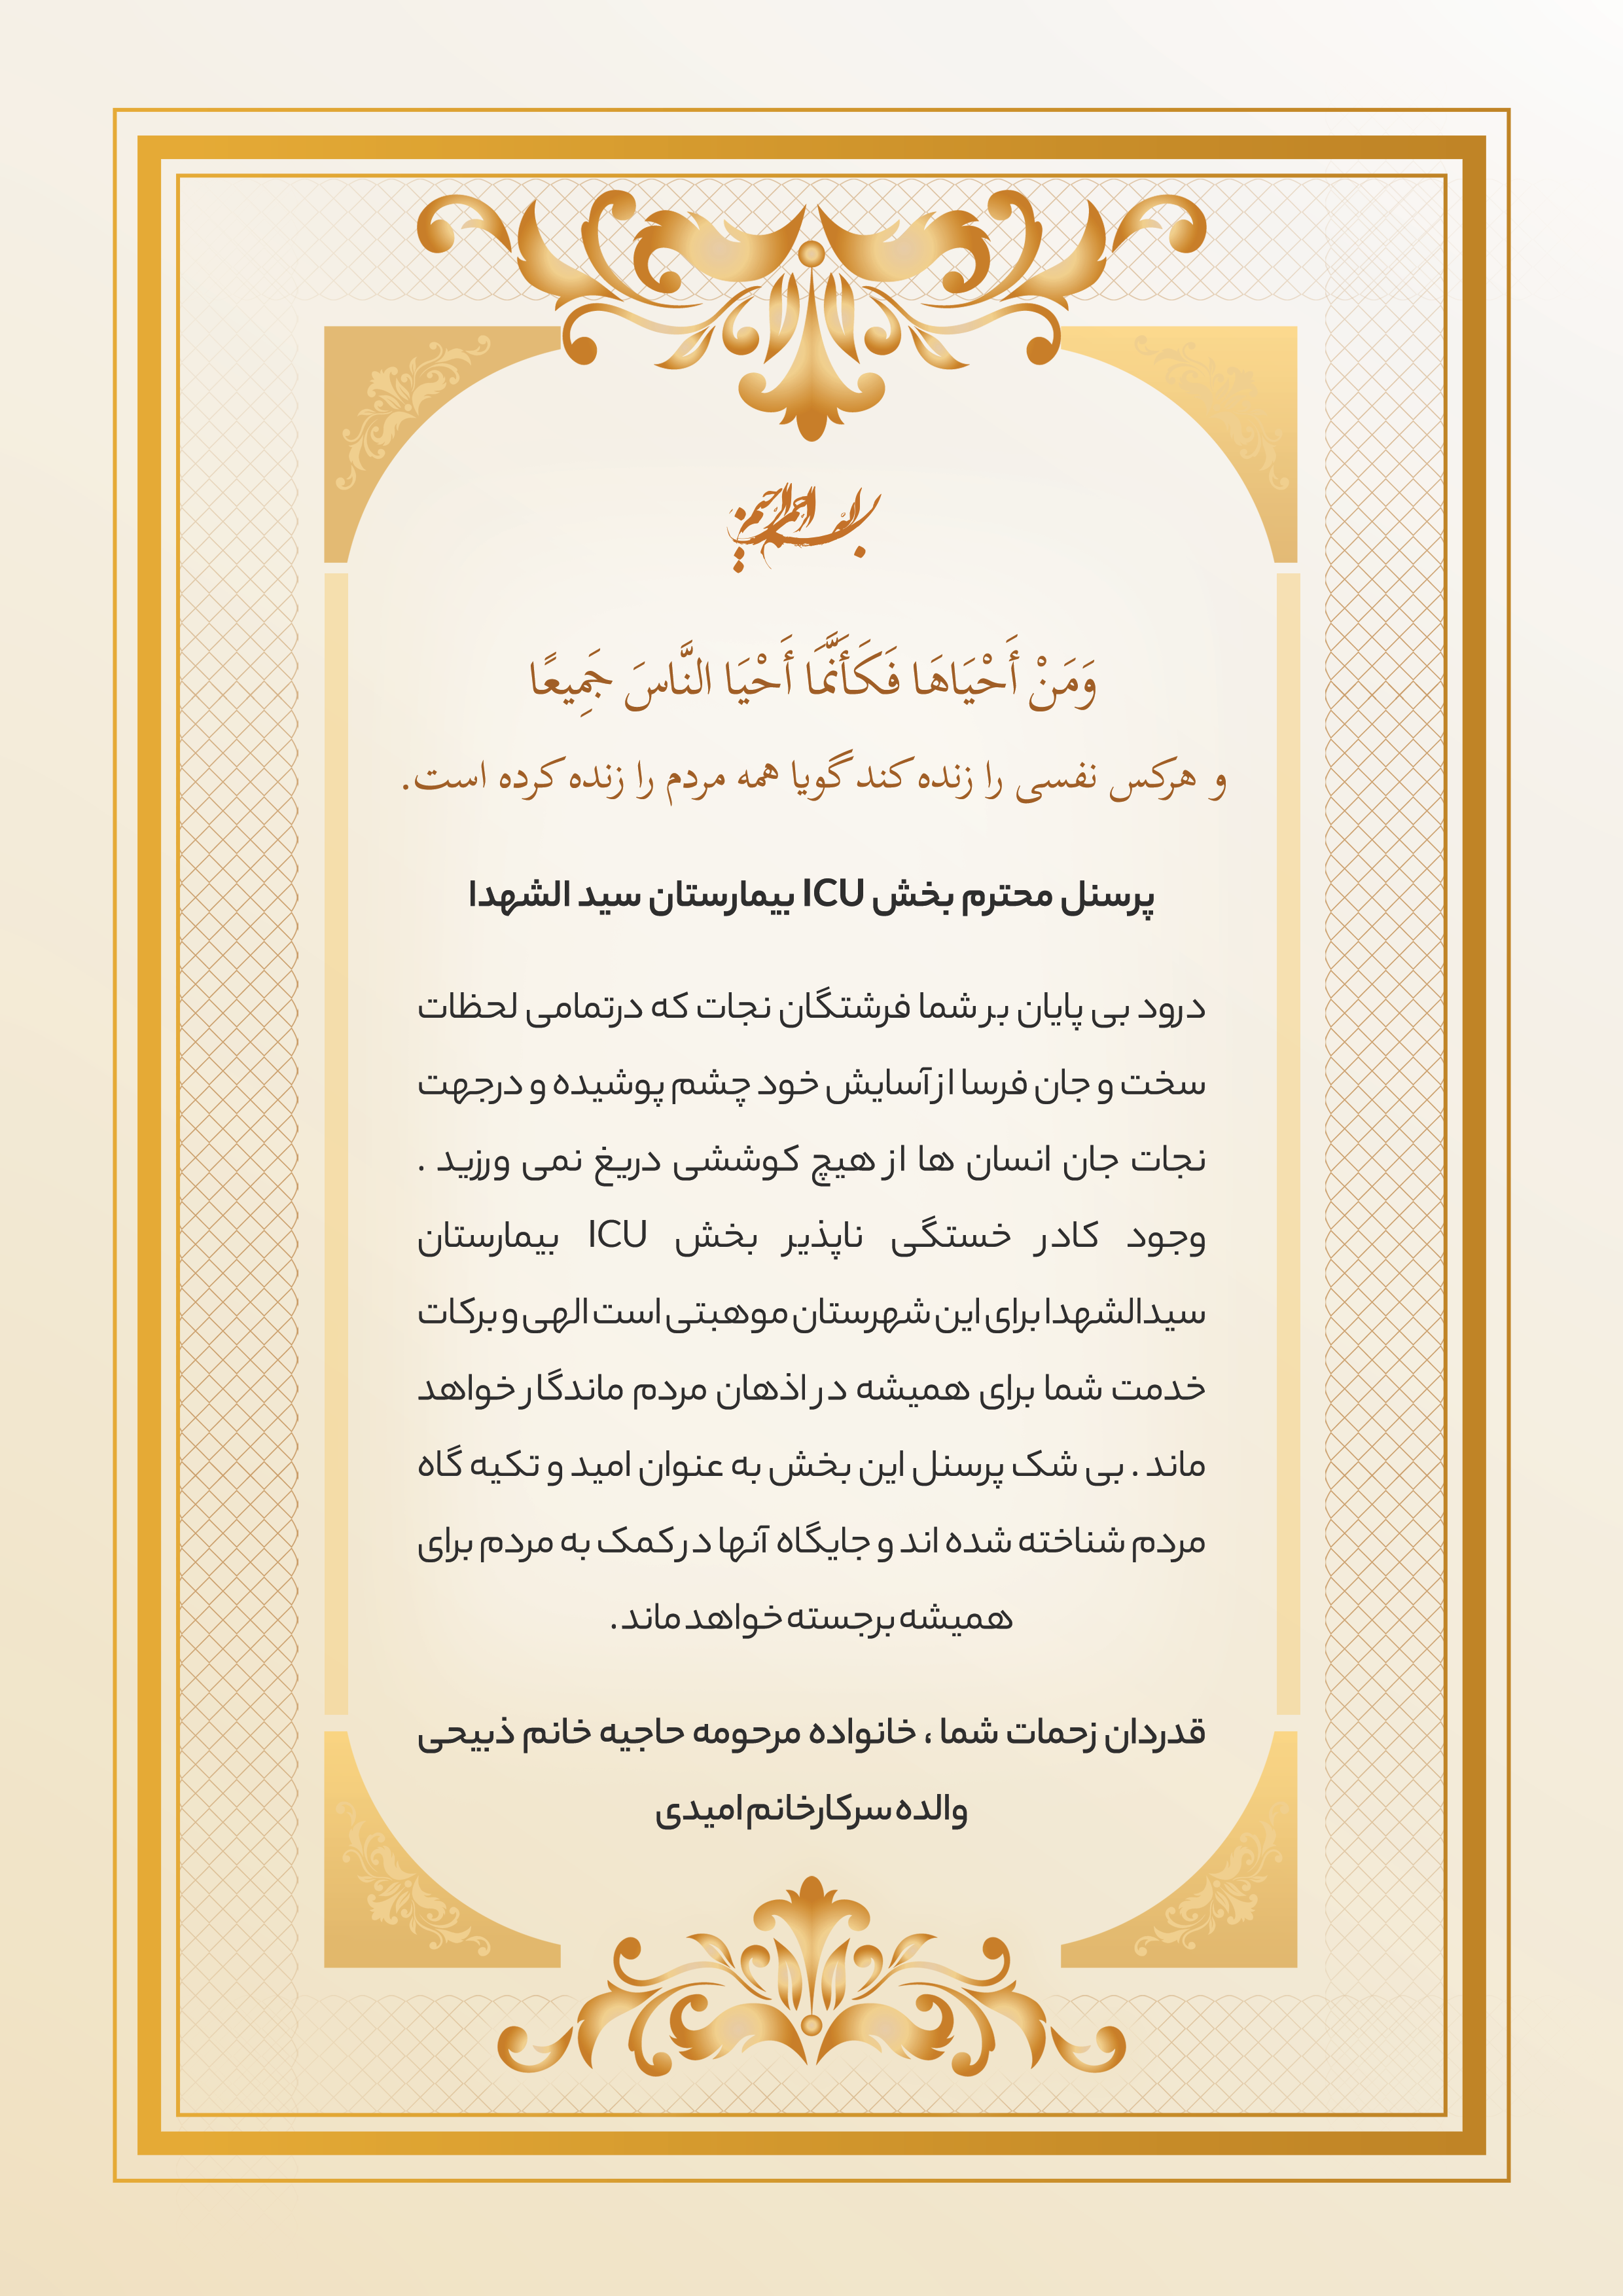 بسم الله الرحمن الرحیم
وَمَنْ أَحْيَاهَا فَكَأَنَّمَا أَحْيَا النَّاسَ جَمِيعًا
و هرکس نفسی را زنده کند گویا همه مردم را زنده کرده است.
پرسنل محترم بخش ICU بیمارستان سید الشهدا
درود بی پایان بر شما فرشتگان نجات که درتمامی لحظات
سخت و جان فرسا از آسایش خود چشم پوشیده و درجهت
نجات جان انسان ها از هیچ کوششی دریغ نمی ورزید .
وجود کادر خستگی ناپذیر بخش ICU بیمارستان
سیدالشهدا برای این شهرستان موهبتی است الهی و برکات
خدمت شما برای همیشه در اذهان مردم ماندگار خواهد
ماند . بی شک پرسنل این بخش به عنوان امید و تکیه گاه
مردم شناخته شده اند و جایگاه آنها در کمک به مردم برای
همیشه برجسته خواهد ماند .
قدردان زحمات شما ، خانواده مرحومه حاجیه خانم ذبیحی
والده سرکارخانم امیدی